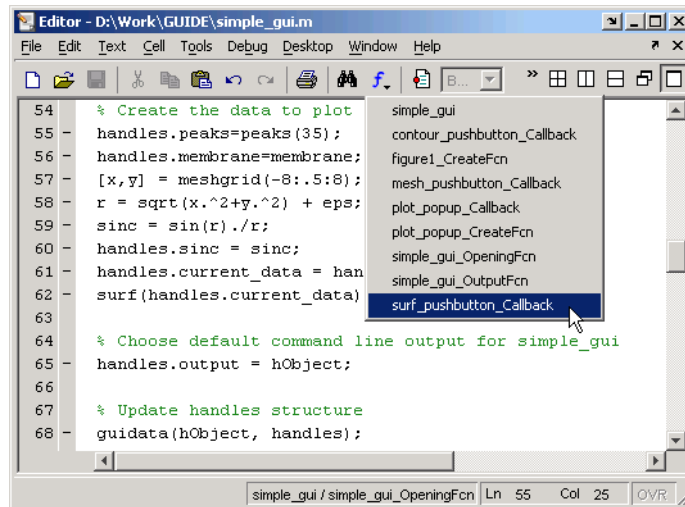 Editor - D:\Work\GUIDE\simple_gui.m
File Edit Text Cell Tools Debug Desktop Window Help
B...
54 % Create the data to plot
55 - handles.peaks=peaks(35);
56 - handles.membrane=membrane;
57 - [x,y] = meshgrid(-8:.5:8);
58 - r = sqrt(x.^2+y.^2) + eps;
59 - sinc = sin(r)./r;
60 - handles.sinc = sinc;
61 - handles.current_data = han
62 - surf(handles.current_data)
63
64 % Choose default command line output for simple_gui
65 - handles.output = hObject;
66
67 % Update handles structure
68 - guidata(hObject, handles);
simple_gui
contour_pushbutton_Callback
figure1_CreateFcn
mesh_pushbutton_Callback
plot_popup_Callback
plot_popup_CreateFcn
simple_gui_OpeningFcn
simple_gui_OutputFcn
surf_pushbutton_Callback
simple_gui / simple_gui_OpeningFcn Ln 55 Col 25 OVR